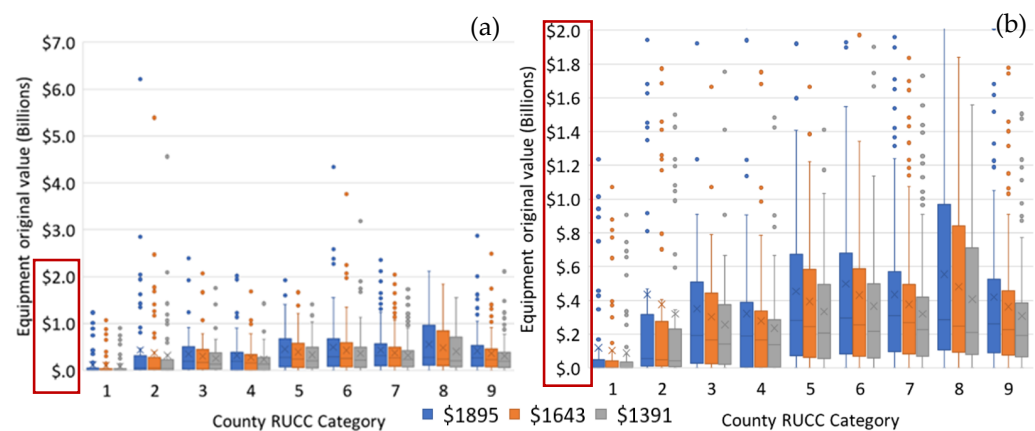 (a)
$7.0
$6.0
$5.0
$4.0
$3.0
$2.0
$1.0
$.0
Equipment original value (Billions)
1 2 3 4 5 6 7 8 9
County RUCC Category
(b)
$2.0
$1.8
$1.6
$1.4
$1.2
$1.0
$.8
$.6
$.4
$.2
$.0
Equipment original value (Billions)
1 2 3 4 5 6 7 8 9
County RUCC Category
$1895 $1643 $1391